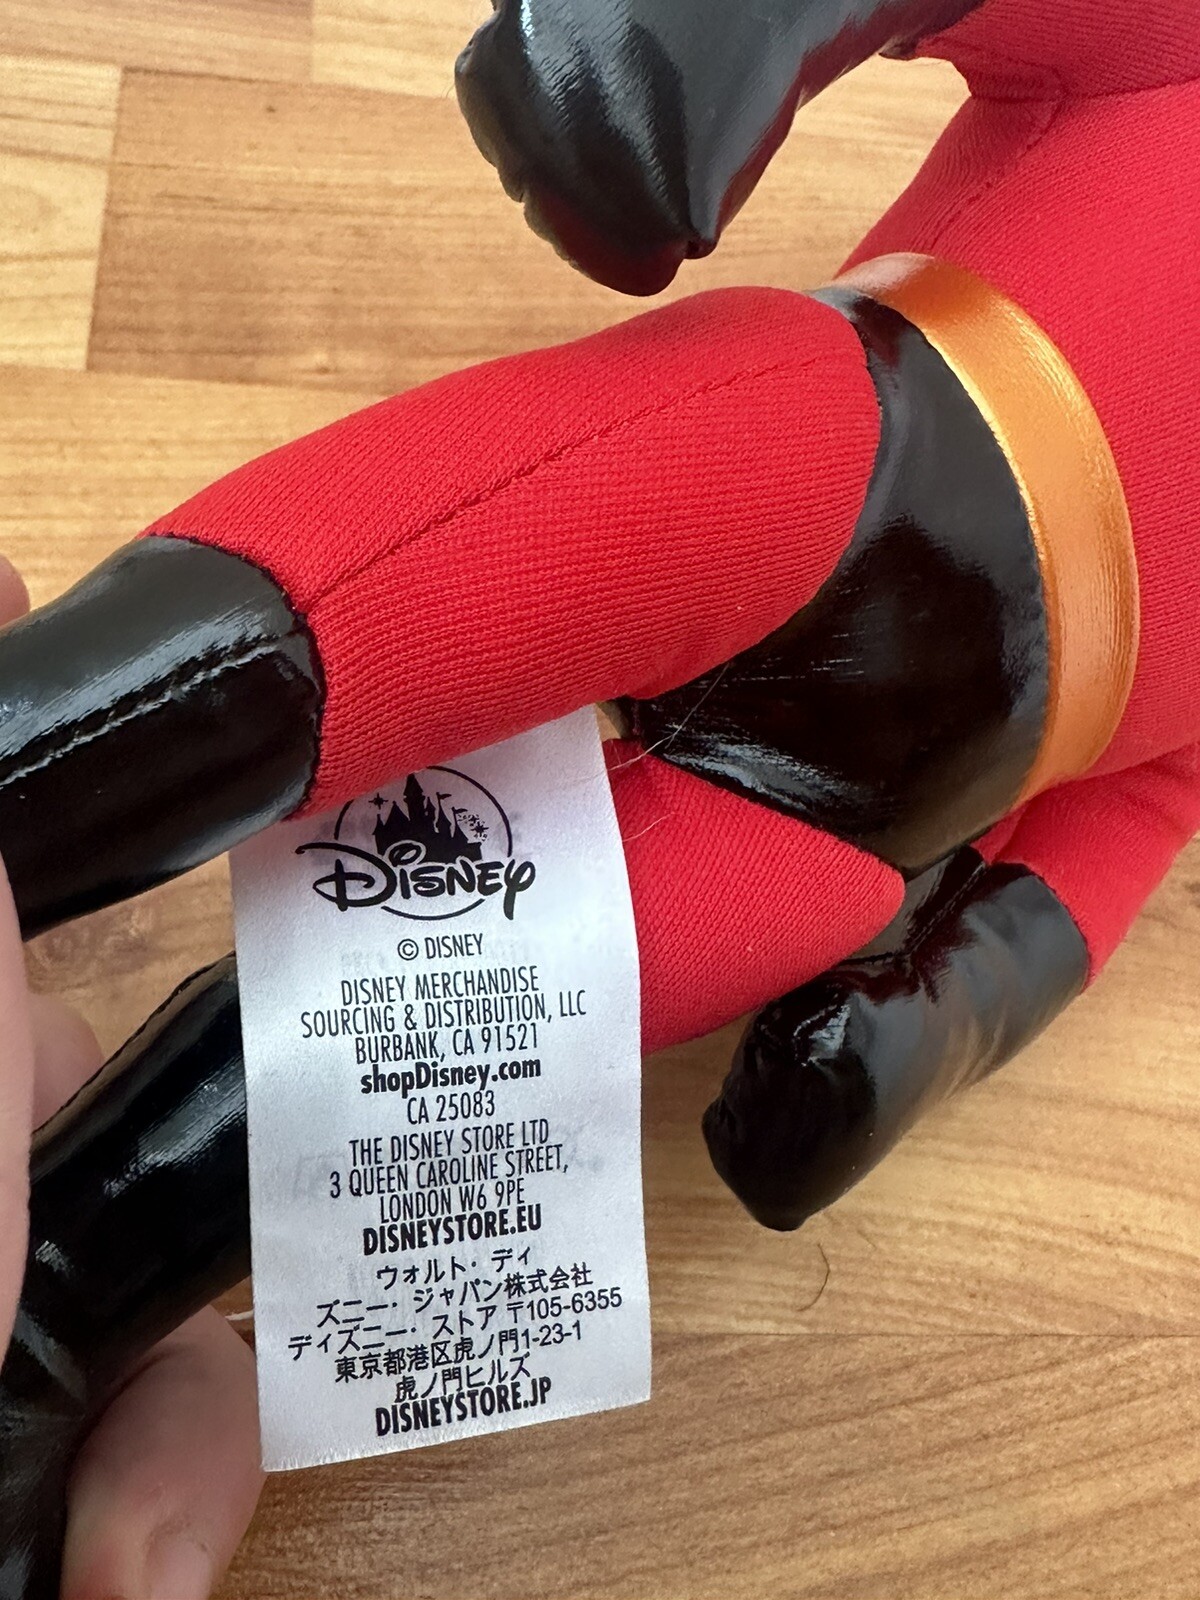 Disney
© DISNEY
DISNEY MERCHANDISE
SOURCING & DISTRIBUTION, LLC
BURBANK, CA 91521
shopDisney.com
CA 25083
THE DISNEY STORE LTD
3 QUEEN CAROLINE STREET,
LONDON W6 9PE
DISNEYSTORE.EU
ウォルト・ディ
ズニー・ジャパン株式会社
ディズニー・ストア 〒105-6355
東京都港区虎ノ門1-23-1
虎ノ門ヒルズ
DISNEYSTORE.JP